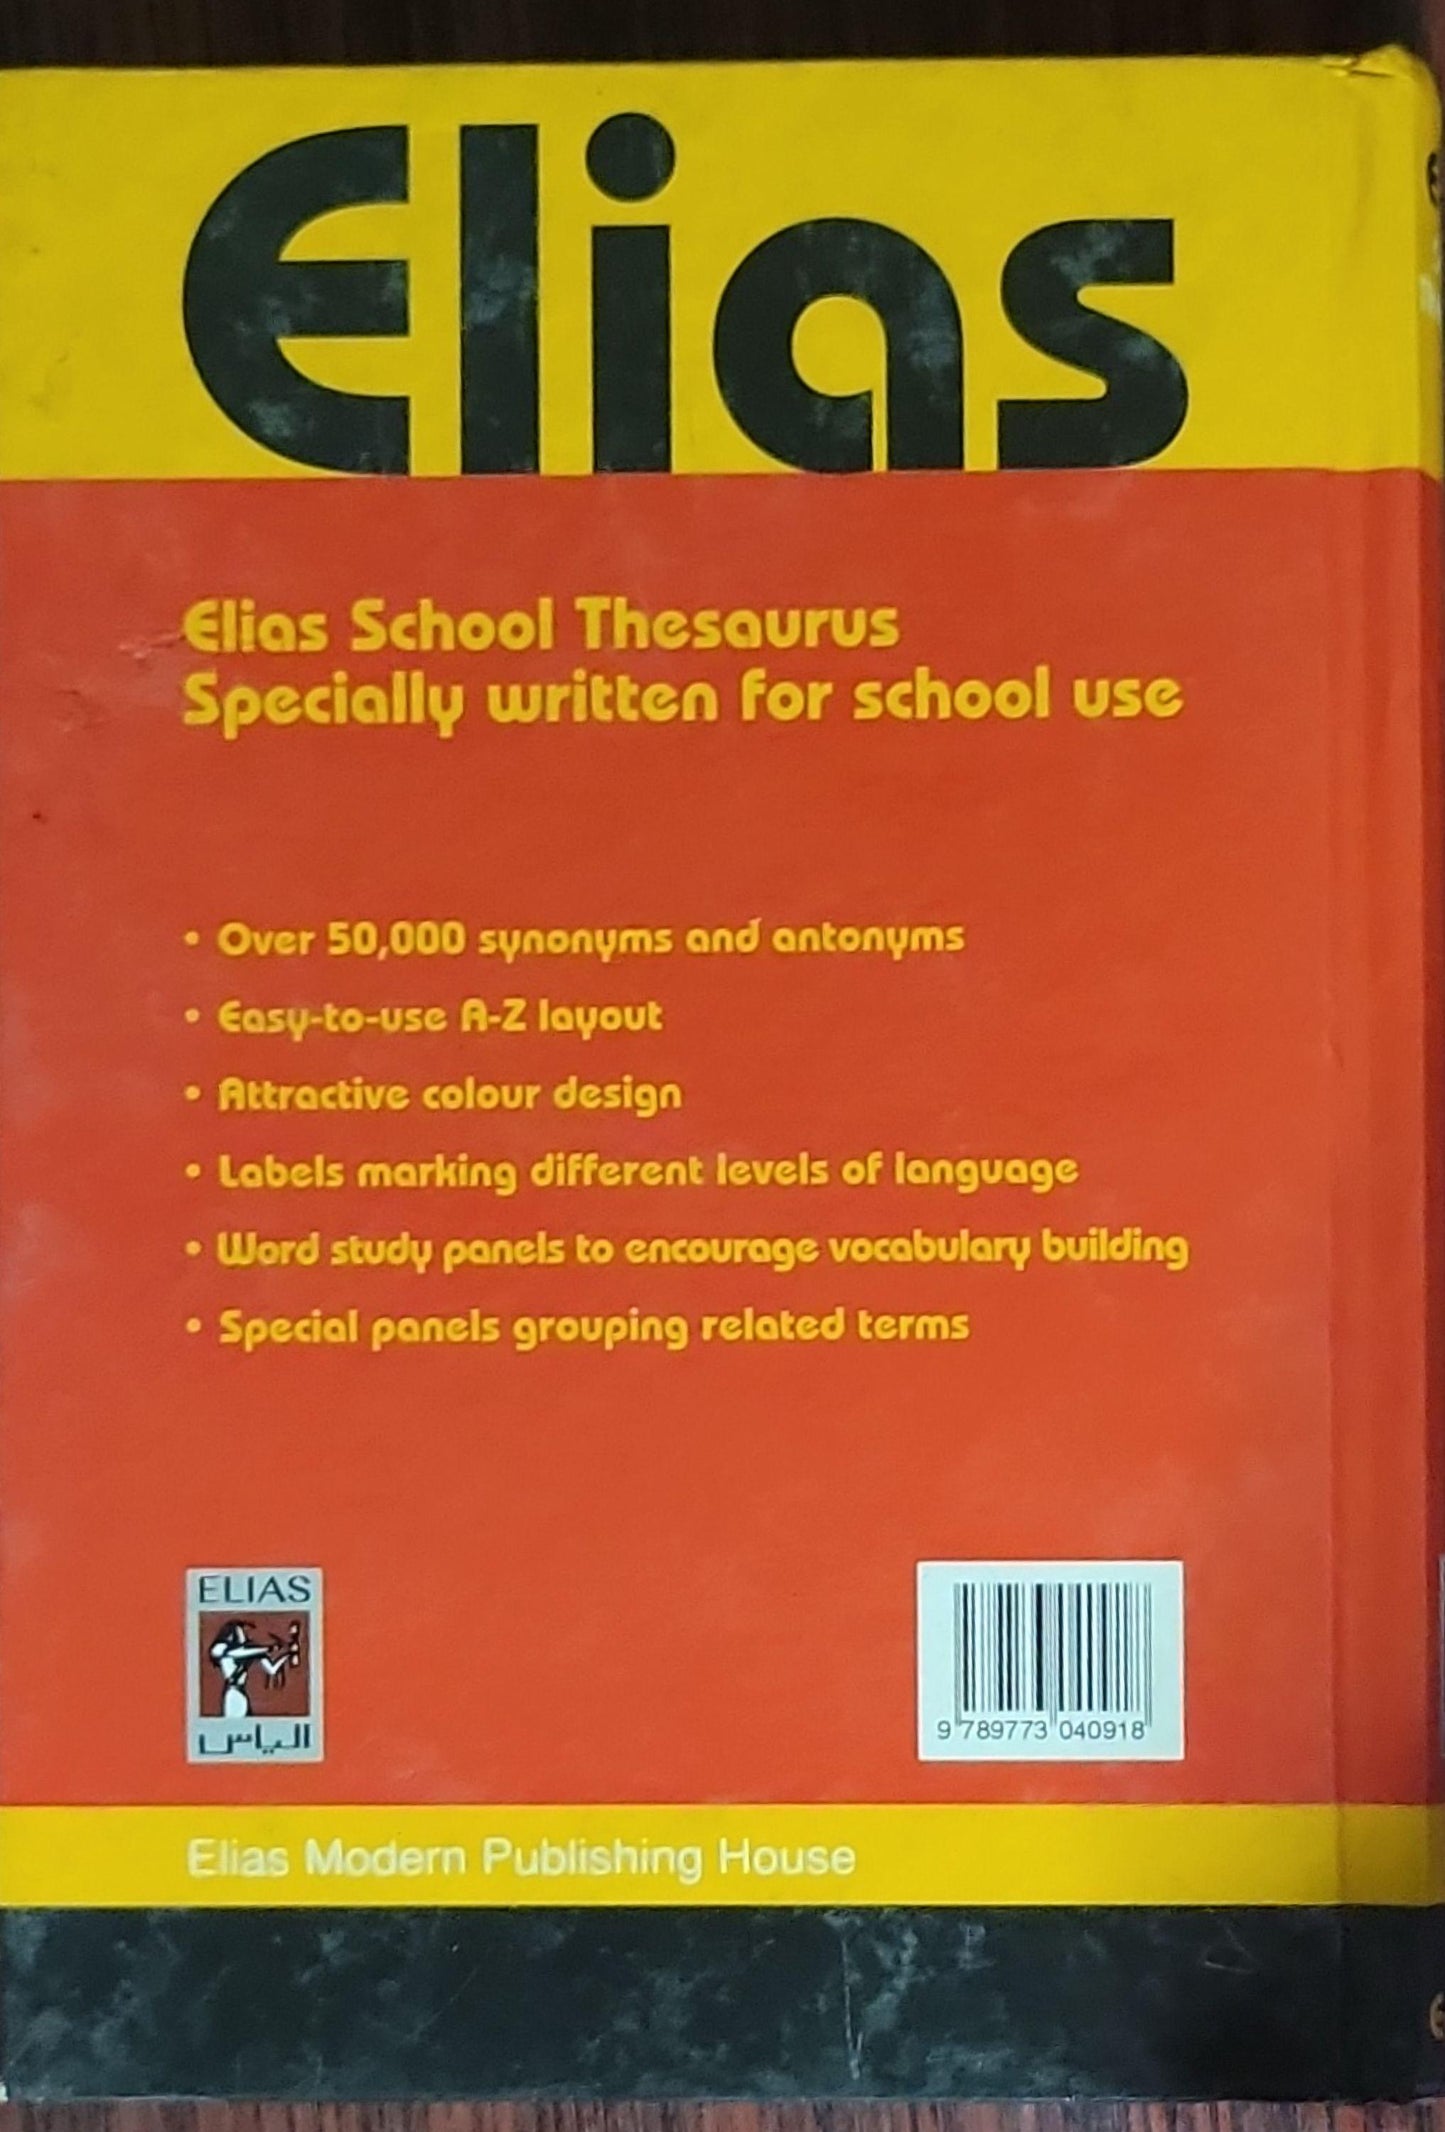 Elias
Elias School Thesaurus
Specially written for school use
• Over 50,000 synonyms and antonyms
• Easy-to-use A-Z layout
• Attractive colour design
• Labels marking different levels of language
• Word study panels to encourage vocabulary building
• Special panels grouping related terms
ELIAS
الياس
9 789773 040918
Elias Modern Publishing House